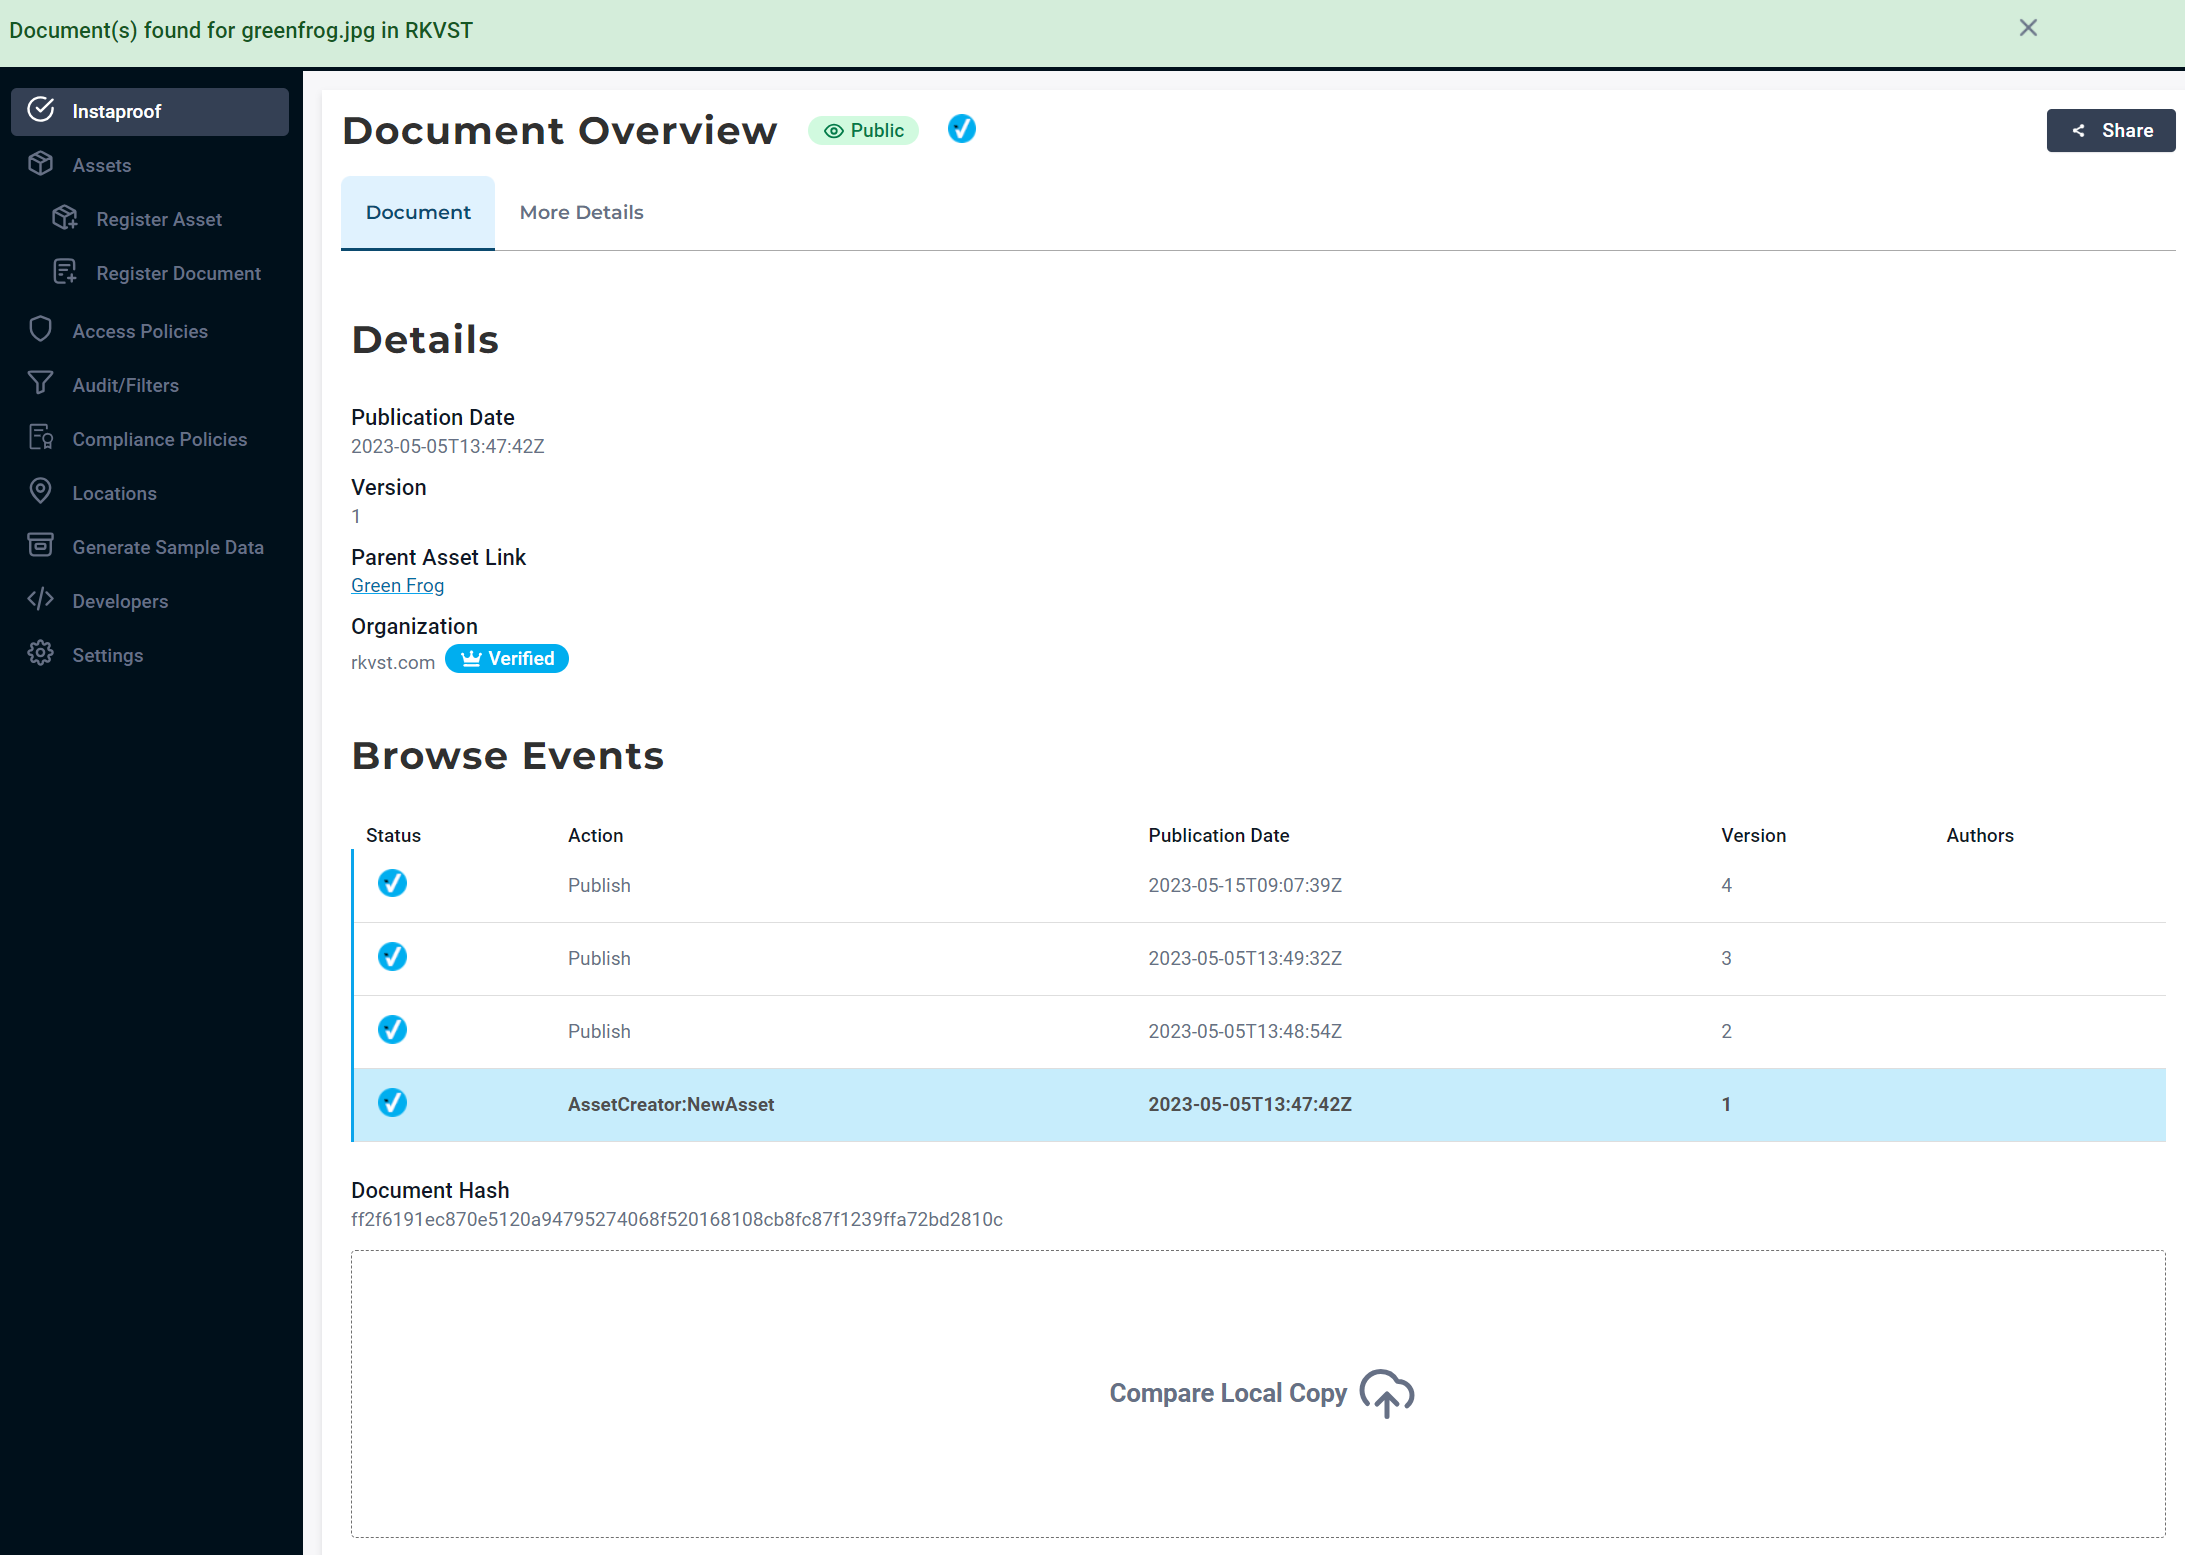 Document(s) found for greenfrog.jpg in RKVST
Instaproof
Assets
Register Asset
Register Document
Access Policies
Audit/Filters
Compliance Policies
Locations
Generate Sample Data
Developers
Settings
Document Overview Public Share
Document More Details
Details
Publication Date
2023-05-05T13:47:42Z
Version
1
Parent Asset Link
Green Frog
Organization
rkvst.com Verified
Browse Events
Status Action Publication Date Version Authors
Publish 2023-05-15T09:07:39Z 4
Publish 2023-05-05T13:49:32Z 3
Publish 2023-05-05T13:48:54Z 2
AssetCreator:NewAsset 2023-05-05T13:47:42Z 1
Document Hash
ff2f6191ec870e5120a94795274068f520168108cb8fc87f1239ffa72bd2810c
Compare Local Copy